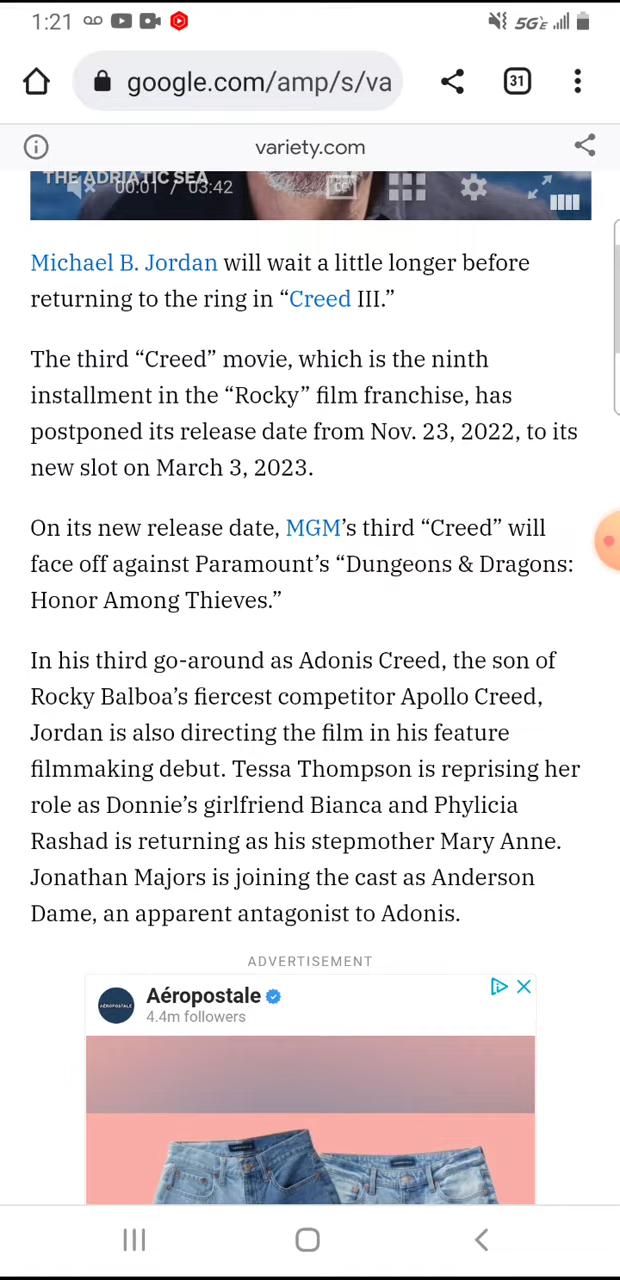 1:21 5GE
google.com/amp/s/va 31
variety.com
THE ADRIATIC SEA
00:01 / 03:42
Michael B. Jordan will wait a little longer before
returning to the ring in “Creed III.”
The third “Creed” movie, which is the ninth
installment in the “Rocky” film franchise, has
postponed its release date from Nov. 23, 2022, to its
new slot on March 3, 2023.
On its new release date, MGM’s third “Creed” will
face off against Paramount’s “Dungeons & Dragons:
Honor Among Thieves.”
In his third go-around as Adonis Creed, the son of
Rocky Balboa’s fiercest competitor Apollo Creed,
Jordan is also directing the film in his feature
filmmaking debut. Tessa Thompson is reprising her
role as Donnie’s girlfriend Bianca and Phylicia
Rashad is returning as his stepmother Mary Anne.
Jonathan Majors is joining the cast as Anderson
Dame, an apparent antagonist to Adonis.
ADVERTISEMENT
AÉROPOSTALE
Aéropostale
4.4m followers